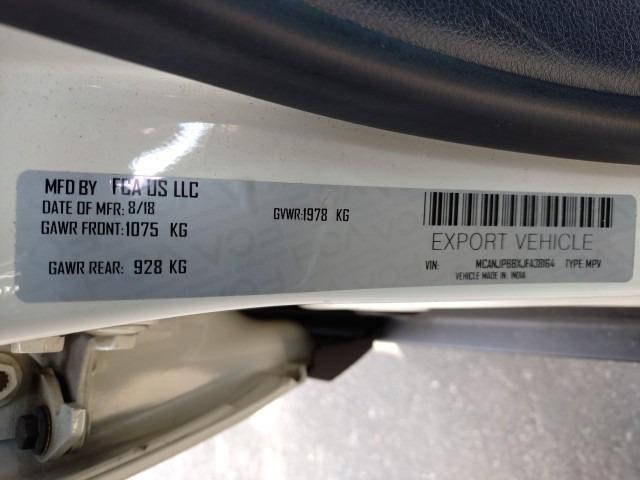 MFD BY FCA US LLC
DATE OF MFR: 8/18
GAWR FRONT: 1075 KG
GVWR: 1978 KG
GAWR REAR: 928 KG
EXPORT VEHICLE
VIN: MCANJPBBXJFA38164 TYPE: MPV
VEHICLE MADE IN: INDIA